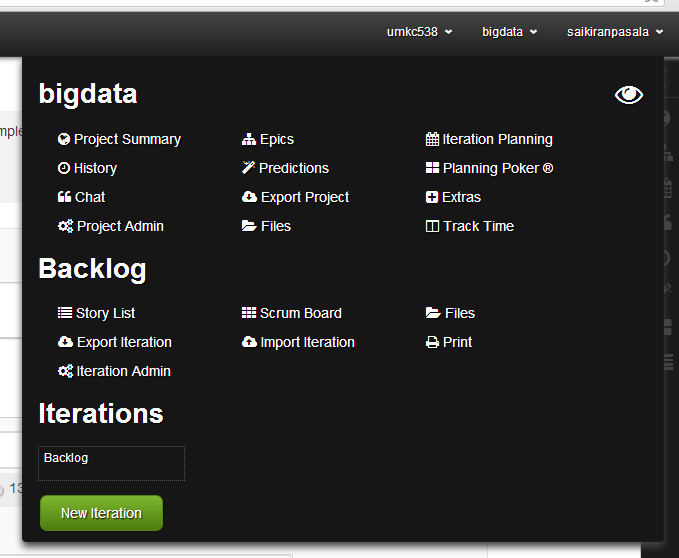 umkc538 bigdata saikiranpasala
bigdata
Project Summary Epics Iteration Planning
History Predictions Planning Poker ®
Chat Export Project Extras
Project Admin Files Track Time
Backlog
Story List Scrum Board Files
Export Iteration Import Iteration Print
Iteration Admin
Iterations
Backlog
13
New Iteration